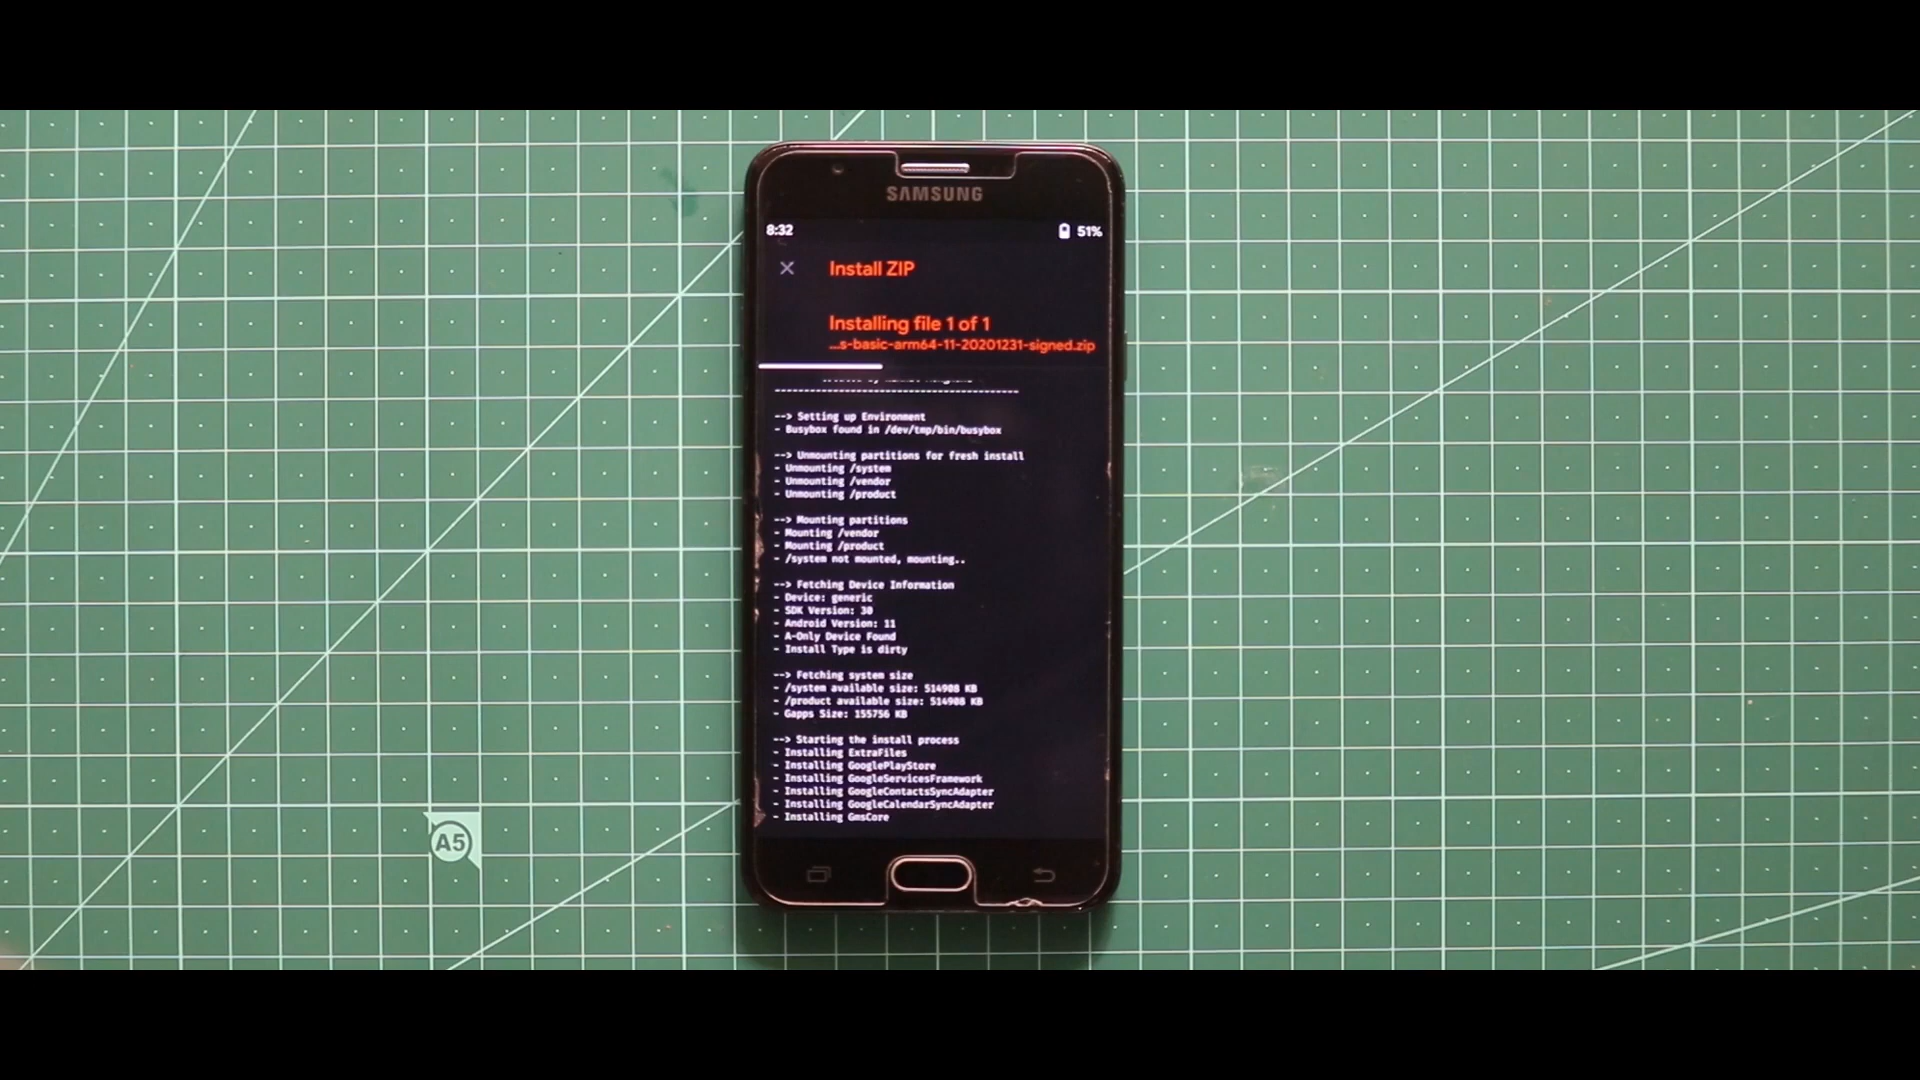 SAMSUNG
8:32
51%
Install ZIP
Installing file 1 of 1
...s-basic-arm64-11-20201231-signed.zip
--> Setting up Environment
- Busybox found in /dev/tmp/bin/busybox
--> Unmounting partitions for fresh install
- Unmounting /system
- Unmounting /vendor
- Unmounting /product
--> Mounting partitions
- Mounting /vendor
- Mounting /product
- /system not mounted, mounting..
--> Fetching Device Information
- Device: generic
- SDK Version: 30
- Android Version: 11
- A-Only Device Found
- Install Type is dirty
--> Fetching system size
- /system available size: 514908 KB
- /product available size: 514908 KB
- Gapps Size: 155756 KB
--> Starting the install process
- Installing ExtraFiles
- Installing GooglePlayStore
- Installing GoogleServicesFramework
- Installing GoogleContactsSyncAdapter
- Installing GoogleCalendarSyncAdapter
- Installing GmsCore
A5